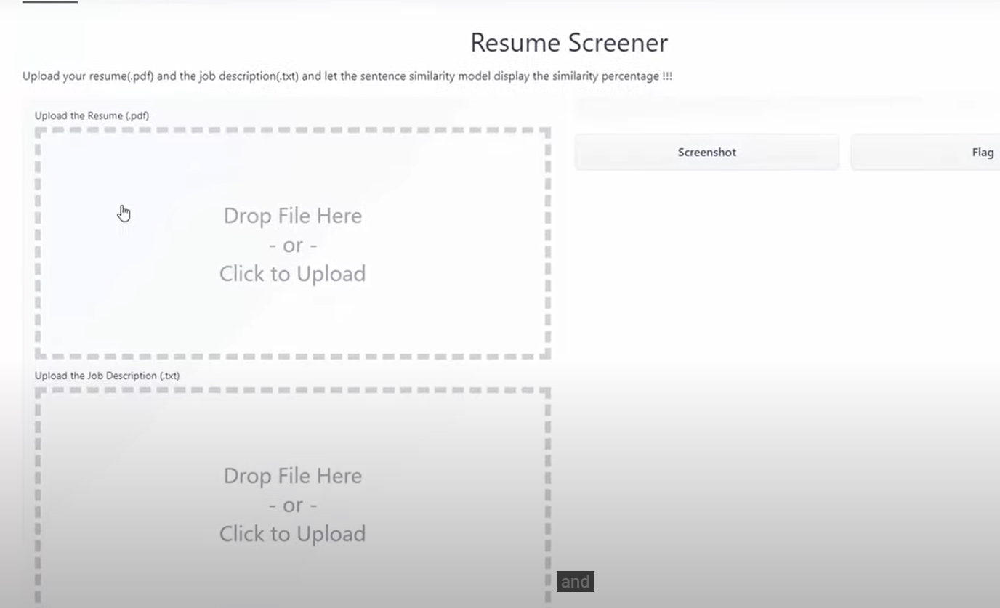 Resume Screener
Upload your resume(.pdf) and the job description(.txt) and let the sentence similarity model display the similarity percentage !!!
Upload the Resume (.pdf)
Drop File Here
- or -
Click to Upload
Screenshot
Flag
Upload the Job Description (.txt)
Drop File Here
- or -
Click to Upload
and